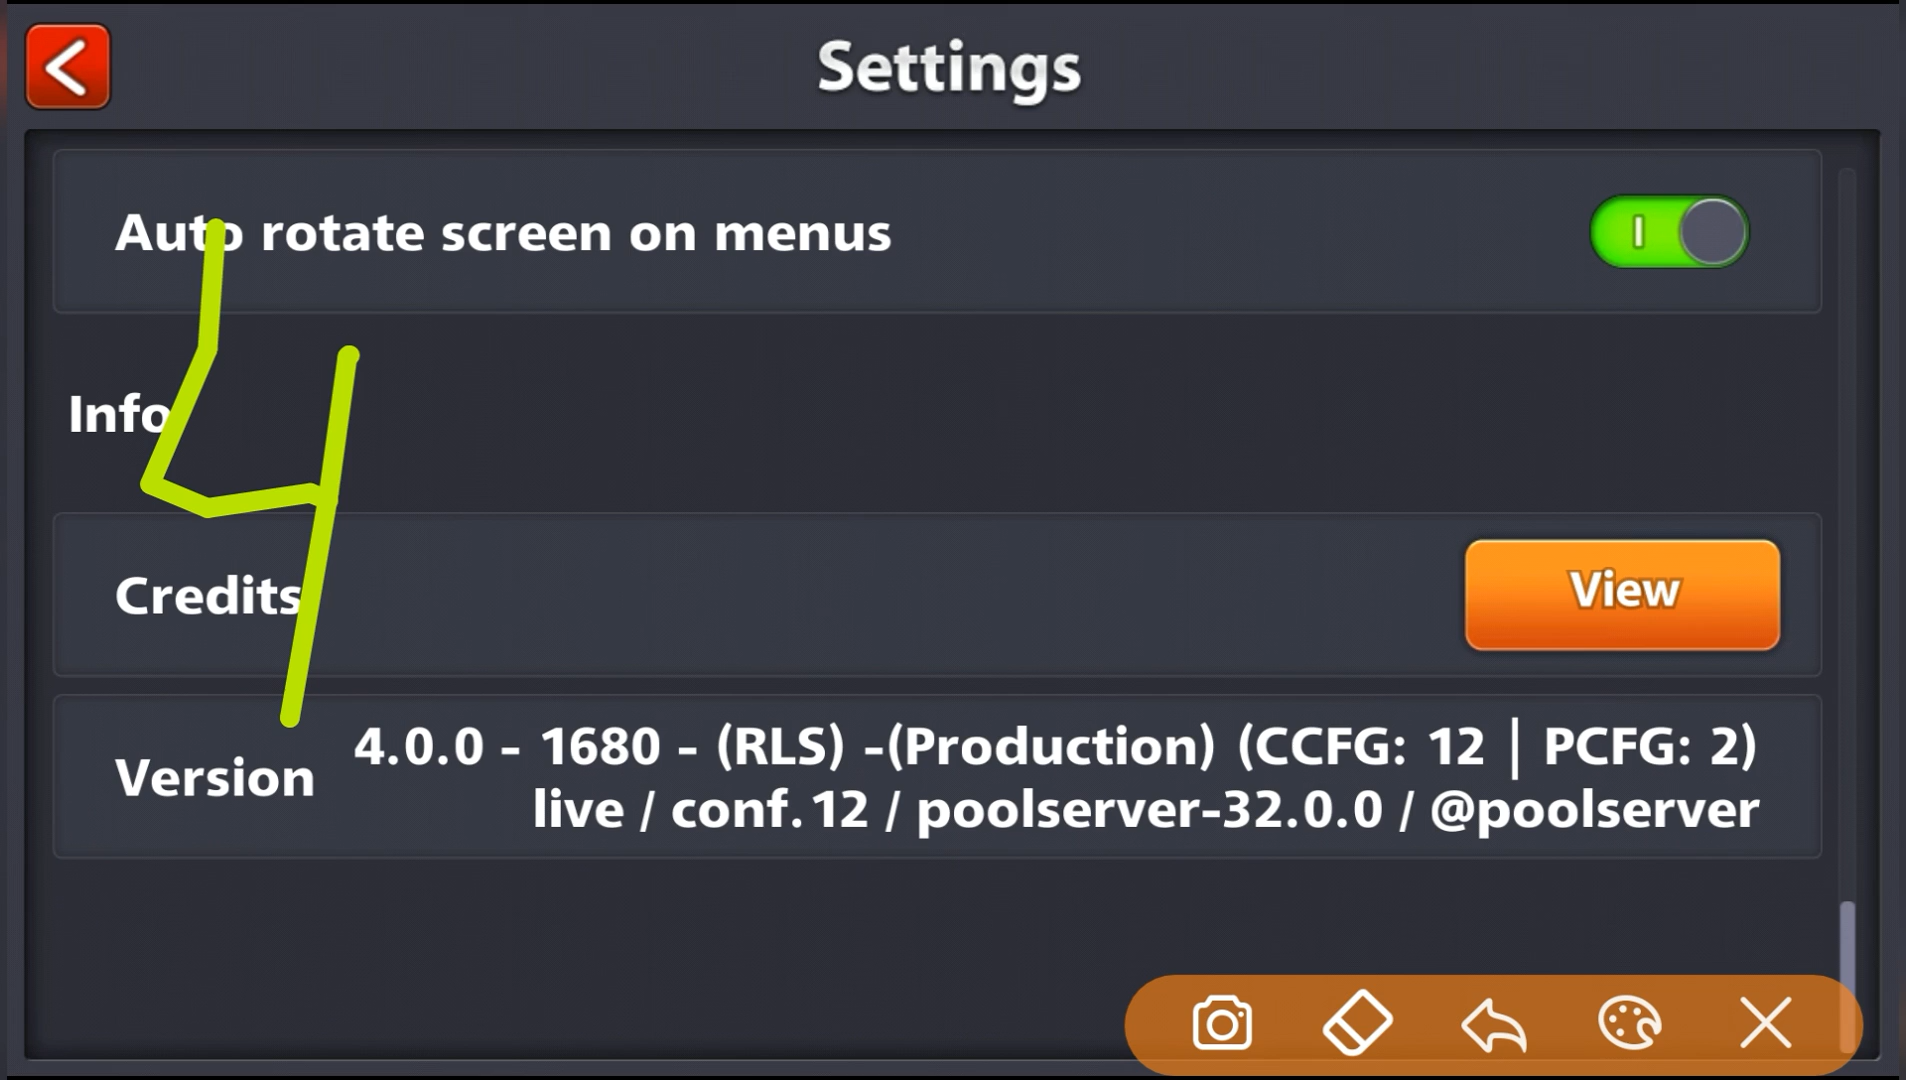 Settings
Auto rotate screen on menus
Info
4
Credits
View
Version
4.0.0 - 1680 - (RLS) -(Production) (CCFG: 12 | PCFG: 2)
live / conf.12 / poolserver-32.0.0 / @poolserver